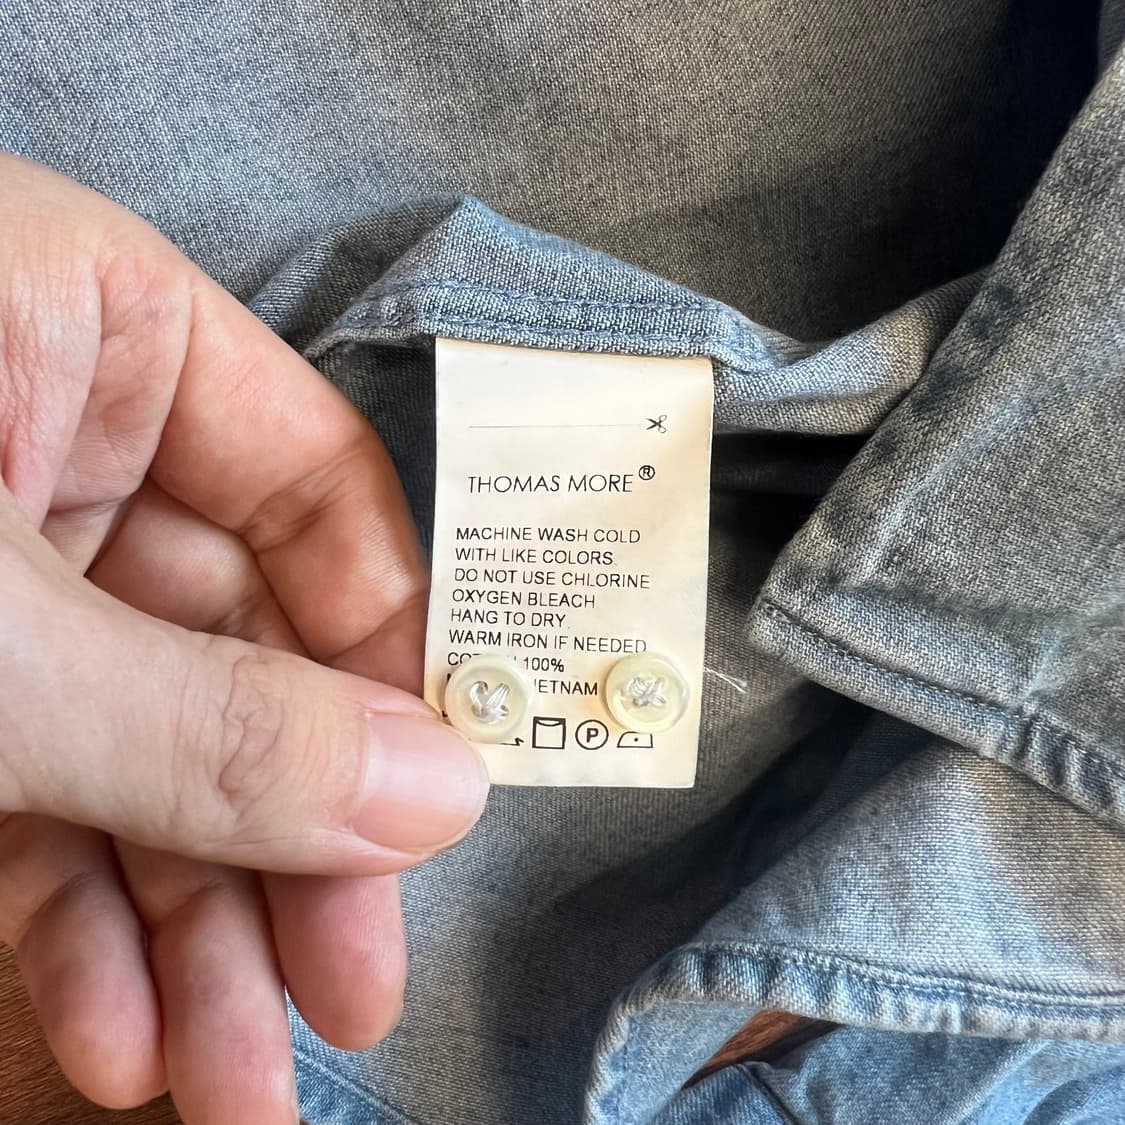 THOMAS MORE®
MACHINE WASH COLD
WITH LIKE COLORS.
DO NOT USE CHLORINE
OXYGEN BLEACH
HANG TO DRY.
WARM IRON IF NEEDED
100%
P